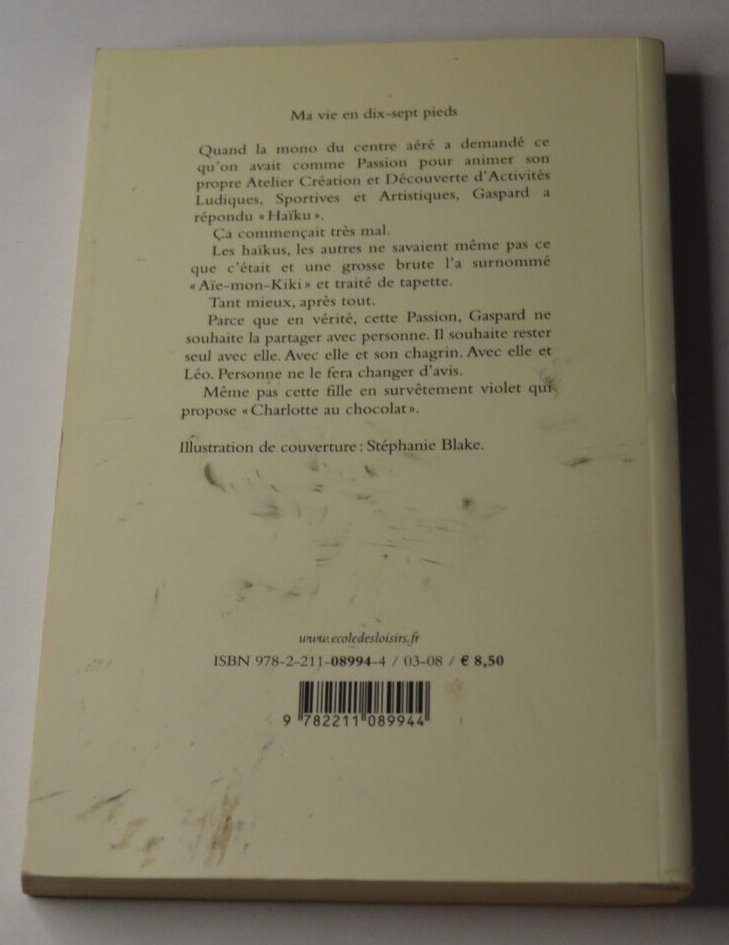 Ma vie en dix-sept pieds
Quand la mono du centre aéré a demandé ce
qu'on avait comme Passion pour animer son
propre Atelier Création et Découverte d'Activités
Ludiques, Sportives et Artistiques, Gaspard a
répondu « Haïku ».
Ça commençait très mal.
Les haïkus, les autres ne savaient même pas ce
que c'était et une grosse brute l'a surnommé
« Aïe-mon-Kiki » et traité de tapette.
Tant mieux, après tout.
Parce que en vérité, cette Passion, Gaspard ne
souhaite la partager avec personne. Il souhaite rester
seul avec elle. Avec elle et son chagrin. Avec elle et
Léo. Personne ne le fera changer d'avis.
Même pas cette fille en survêtement violet qui
propose « Charlotte au chocolat ».
Illustration de couverture : Stéphanie Blake.
www.ecoledesloisirs.fr
ISBN 978-2-211-08994-4 / 03-08 / € 8,50
9 782211 089944